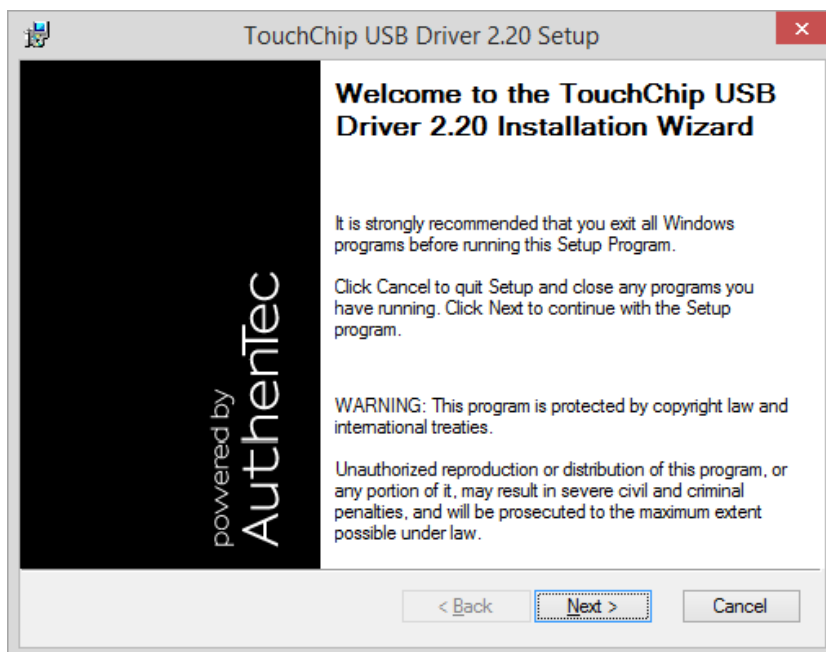 TouchChip USB Driver 2.20 Setup
Welcome to the TouchChip USB
Driver 2.20 Installation Wizard
It is strongly recommended that you exit all Windows
programs before running this Setup Program.
Click Cancel to quit Setup and close any programs you
have running. Click Next to continue with the Setup
program.
WARNING: This program is protected by copyright law and
international treaties.
Unauthorized reproduction or distribution of this program, or
any portion of it, may result in severe civil and criminal
penalties, and will be prosecuted to the maximum extent
possible under law.
powered by
AuthenTec
< Back
Next >
Cancel